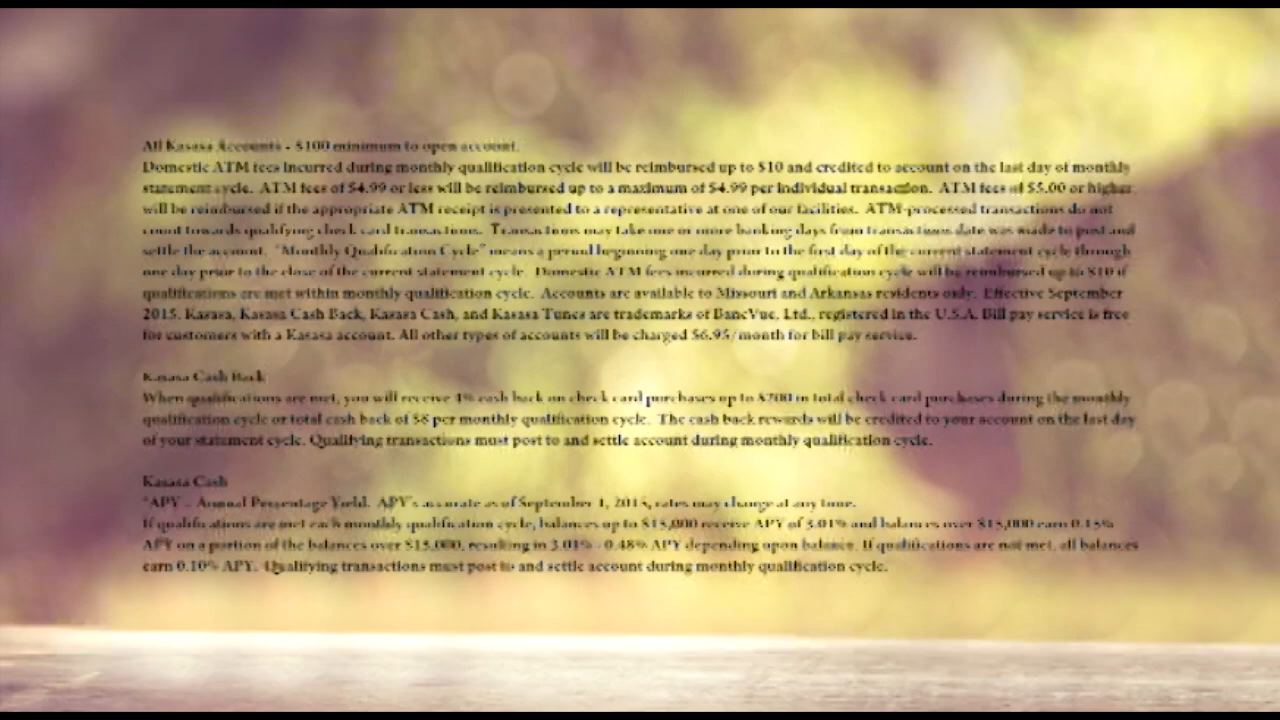 All Kasasa Accounts - $100 minimum to open account.
Domestic ATM fees incurred during monthly qualification cycle will be reimbursed up to $10 and credited to account on the last day of monthly
statement cycle. ATM fees of $4.99 or less will be reimbursed up to a maximum of $4.99 per individual transaction. ATM fees of $5.00 or higher
will be reimbursed if the appropriate ATM receipt is presented to a representative at one of our facilities. ATM-processed transactions do not
count towards qualifying check card transactions. Transactions may take one or more banking days from transactions date was made to post and
settle the account. "Monthly Qualification Cycle" means a period beginning one day prior to the first day of the current statement cycle through
one day prior to the close of the current statement cycle. Domestic ATM fees incurred during qualification cycle will be reimbursed up to $10 if
qualifications are met within monthly qualification cycle. Accounts are available to Missouri and Arkansas residents only. Effective September
2015. Kasasa, Kasasa Cash Back, Kasasa Cash, and Kasasa Tunes are trademarks of BancVue, Ltd., registered in the U.S.A. Bill pay service is free
for customers with a Kasasa account. All other types of accounts will be charged $6.95/month for bill pay service.
Kasasa Cash Back
When qualifications are met, you will receive 4% cash back on check card purchases up to $200 in total check card purchases during the monthly
qualification cycle or total cash back of $8 per monthly qualification cycle. The cash back rewards will be credited to your account on the last day
of your statement cycle. Qualifying transactions must post to and settle account during monthly qualification cycle.
Kasasa Cash
*APY - Annual Percentage Yield. APY's accurate as of September 1, 2015, rates may change at any time.
If qualifications are met each monthly qualification cycle, balances up to $15,000 receive APY of 3.01% and balances over $15,000 earn 0.15%
APY on a portion of the balances over $15,000, resulting in 3.01% - 0.48% APY depending upon balance. If qualifications are not met, all balances
earn 0.10% APY. Qualifying transactions must post to and settle account during monthly qualification cycle.